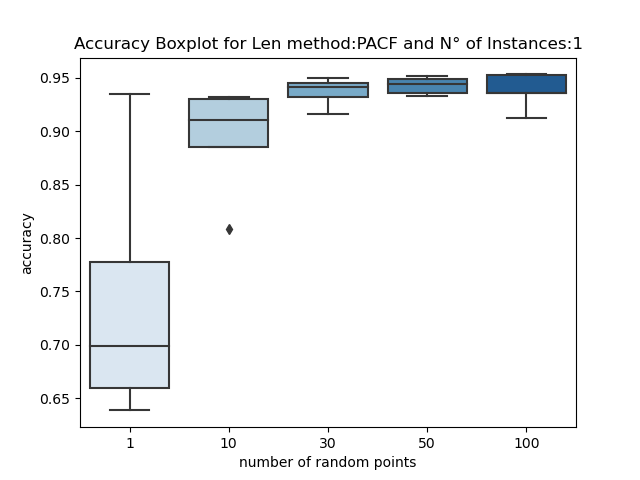 Accuracy Boxplot for Len method:PACF and N° of Instances:1
0.95
0.90
0.85
0.80
0.75
0.70
0.65
accuracy
1 10 30 50 100
number of random points